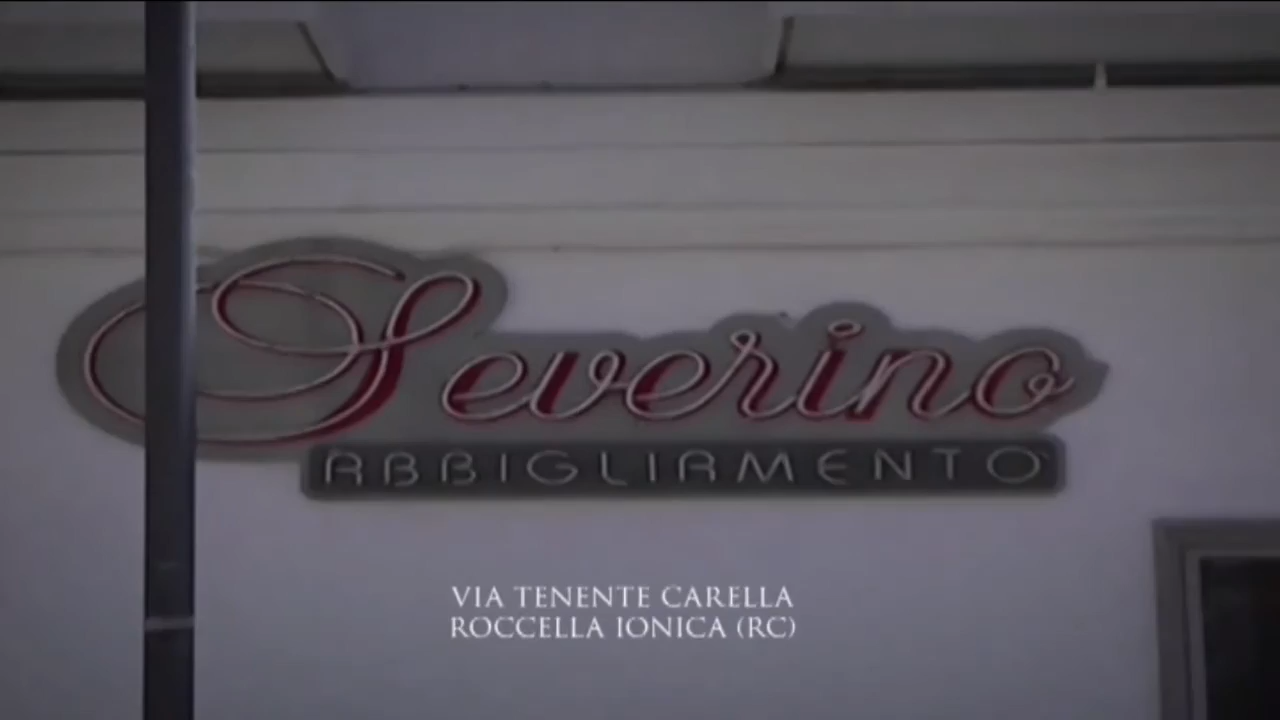 Severino
ABBIGLIAMENTO
VIA TENENTE CARELLA
ROCCELLA IONICA (RC)